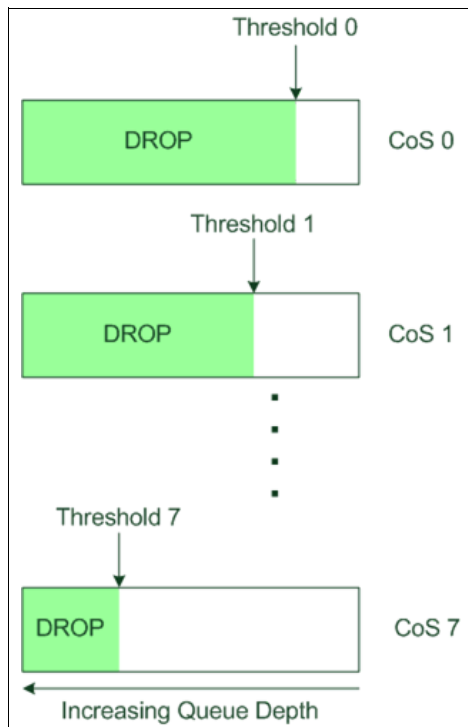 Threshold 0
DROP CoS 0
Threshold 1
DROP CoS 1
Threshold 7
DROP CoS 7
Increasing Queue Depth